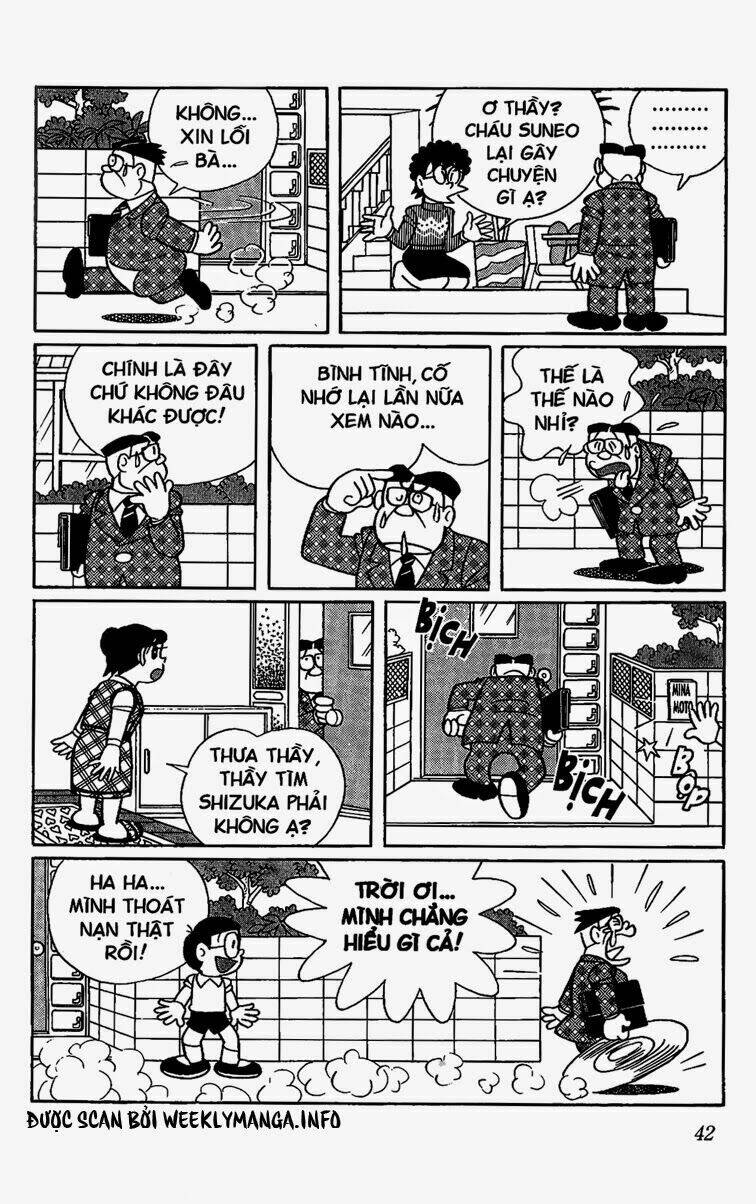 KHÔNG...
XIN LỐI
BÀ...
Ơ THẦY?
CHÁU SUNEO
LẠI GÂY
CHUYỆN
GÌ Ạ?
..........
..........
..........
CHÍNH LÀ ĐÂY
CHỨ KHÔNG ĐÂU
KHÁC ĐƯỢC!
BÌNH TĨNH, CỐ
NHỚ LẠI LẦN NỮA
XEM NÀO...
THẾ LÀ
THẾ NÀO
NHỈ?
THƯA THẦY,
THẦY TÌM
SHIZUKA PHẢI
KHÔNG Ạ?
BỊCH
BỊCH
MINA
MOTO
BỘP
HA HA...
MÌNH THOÁT
NẠN THẬT
RỒI!
TRỜI ƠI...
MÌNH CHẲNG
HIỂU GÌ CẢ!
ĐƯỢC SCAN BỞI WEEKLYMANGA.INFO
42